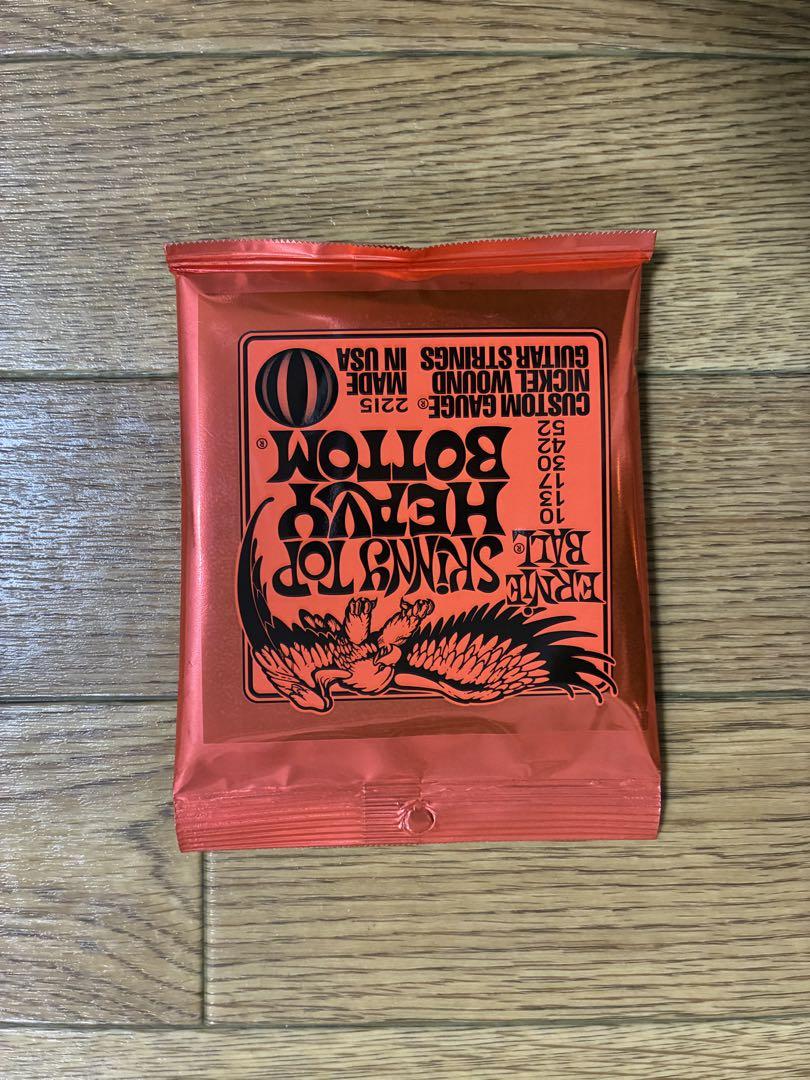 ERNIE
BALL®
10 13 17 30 42 52
SKINNY TOP
HEAVY
BOTTOM®
CUSTOM GAUGE®
NICKEL WOUND
GUITAR STRINGS
2215
MADE
IN USA